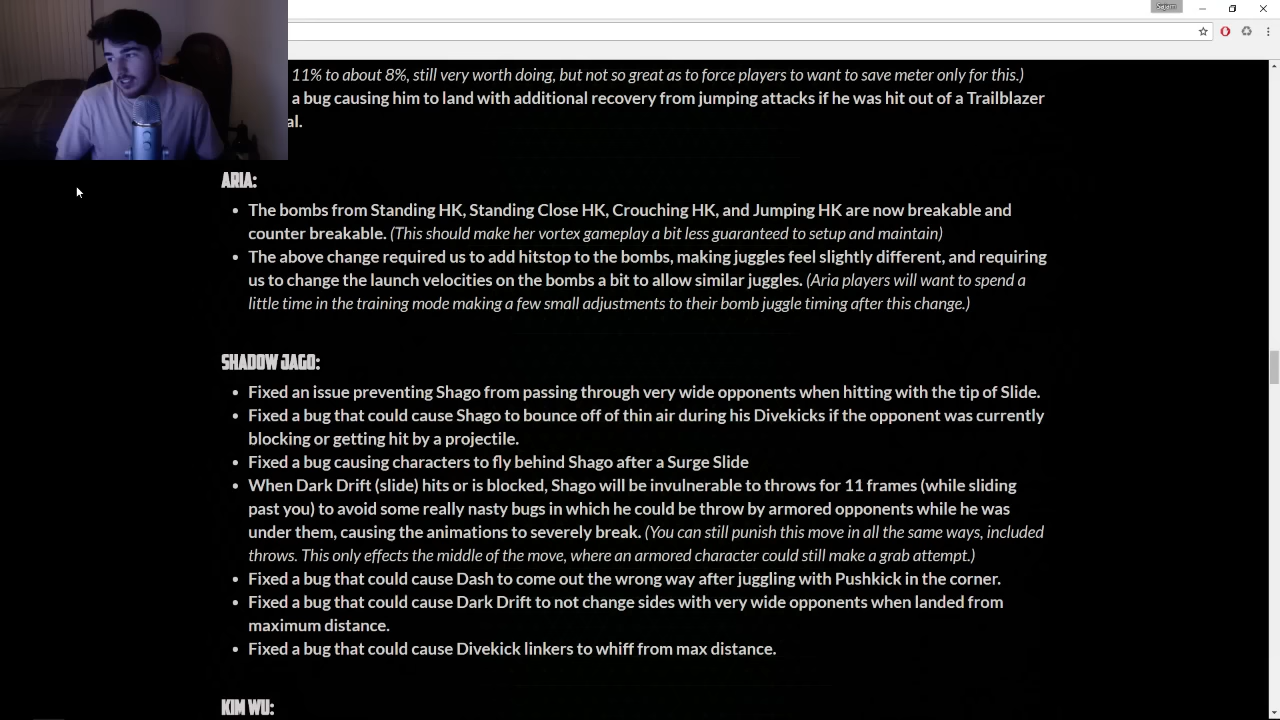 Sajam
11% to about 8%, still very worth doing, but not so great as to force players to want to save meter only for this.)
a bug causing him to land with additional recovery from jumping attacks if he was hit out of a Trailblazer
al.
ARIA:
• The bombs from Standing HK, Standing Close HK, Crouching HK, and Jumping HK are now breakable and
counter breakable. (This should make her vortex gameplay a bit less guaranteed to setup and maintain)
• The above change required us to add hitstop to the bombs, making juggles feel slightly different, and requiring
us to change the launch velocities on the bombs a bit to allow similar juggles. (Aria players will want to spend a
little time in the training mode making a few small adjustments to their bomb juggle timing after this change.)
SHADOW JAGO:
• Fixed an issue preventing Shago from passing through very wide opponents when hitting with the tip of Slide.
• Fixed a bug that could cause Shago to bounce off of thin air during his Divekicks if the opponent was currently
blocking or getting hit by a projectile.
• Fixed a bug causing characters to fly behind Shago after a Surge Slide
• When Dark Drift (slide) hits or is blocked, Shago will be invulnerable to throws for 11 frames (while sliding
past you) to avoid some really nasty bugs in which he could be throw by armored opponents while he was
under them, causing the animations to severely break. (You can still punish this move in all the same ways, included
throws. This only effects the middle of the move, where an armored character could still make a grab attempt.)
• Fixed a bug that could cause Dash to come out the wrong way after juggling with Pushkick in the corner.
• Fixed a bug that could cause Dark Drift to not change sides with very wide opponents when landed from
maximum distance.
• Fixed a bug that could cause Divekick linkers to whiff from max distance.
KIM WU: